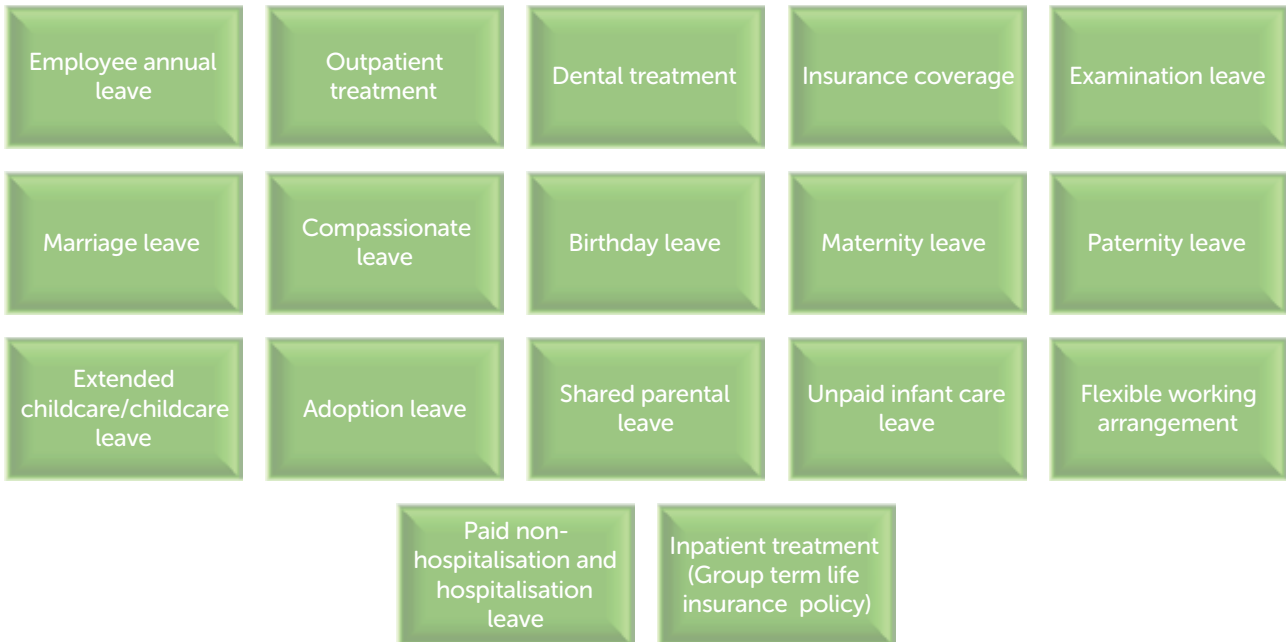 Employee annual
leave
Outpatient
treatment
Dental treatment
Insurance coverage
Examination leave
Marriage leave
Compassionate
leave
Birthday leave
Maternity leave
Paternity leave
Extended
childcare/childcare
leave
Adoption leave
Shared parental
leave
Unpaid infant care
leave
Flexible working
arrangement
Paid non-
hospitalisation and
hospitalisation
leave
Inpatient treatment
(Group term life
insurance policy)